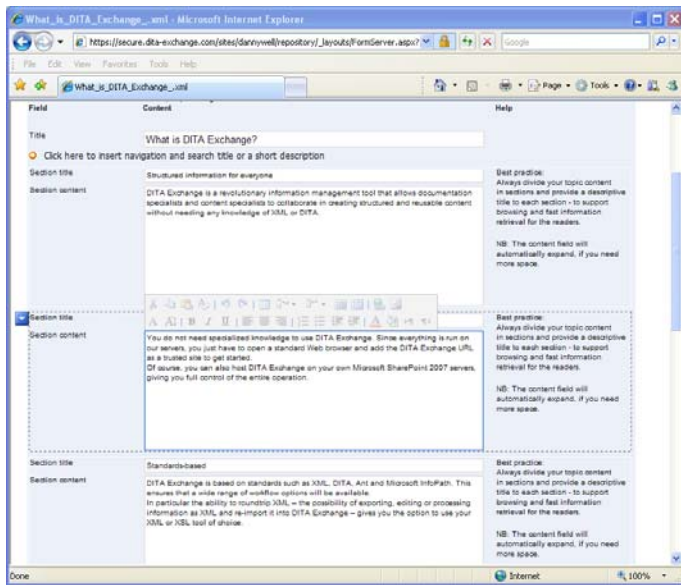 What_is_DITA_Exchange_.xml - Microsoft Internet Explorer
https://secure.dita-exchange.com/sites/dannywell/repository/_layouts/FormServer.aspx?
Google
File Edit View Favorites Tools Help
What_is_DITA_Exchange_.xml
Page Tools
Field Content Help
Title What is DITA Exchange?
Click here to insert navigation and search title or a short description
Section title Structured information for everyone
Section content
DITA Exchange is a revolutionary information management tool that allows documentation
specialists and content specialists to collaborate in creating structured and reusable content
without needing any knowledge of XML or DITA.
Best practice:
Always divide your topic content
in sections and provide a descriptive
title to each section - to support
browsing and fast information
retrieval for the readers.
NB: The content field will
automatically expand, if you need
more space.
Section title
Section content
You do not need specialized knowledge to use DITA Exchange. Since everything is run on
our servers, you just have to open a standard Web browser and add the DITA Exchange URL
as a trusted site to get started.
Of course, you can also host DITA Exchange on your own Microsoft SharePoint 2007 servers,
giving you full control of the entire operation.
Best practice:
Always divide your topic content
in sections and provide a descriptive
title to each section - to support
browsing and fast information
retrieval for the readers.
NB: The content field will
automatically expand, if you need
more space.
Section title Standards-based
Section content
DITA Exchange is based on standards such as XML, DITA, Ant and Microsoft InfoPath. This
ensures that a wide range of workflow options will be available.
In particular the ability to roundtrip XML – the possibility of exporting, editing or processing
information as XML and re-import it into DITA Exchange – gives you the option to use your
XML or XSL tool of choice.
Best practice:
Always divide your topic content
in sections and provide a descriptive
title to each section - to support
browsing and fast information
retrieval for the readers.
NB: The content field will
automatically expand, if you need
more space.
Done Internet 100%